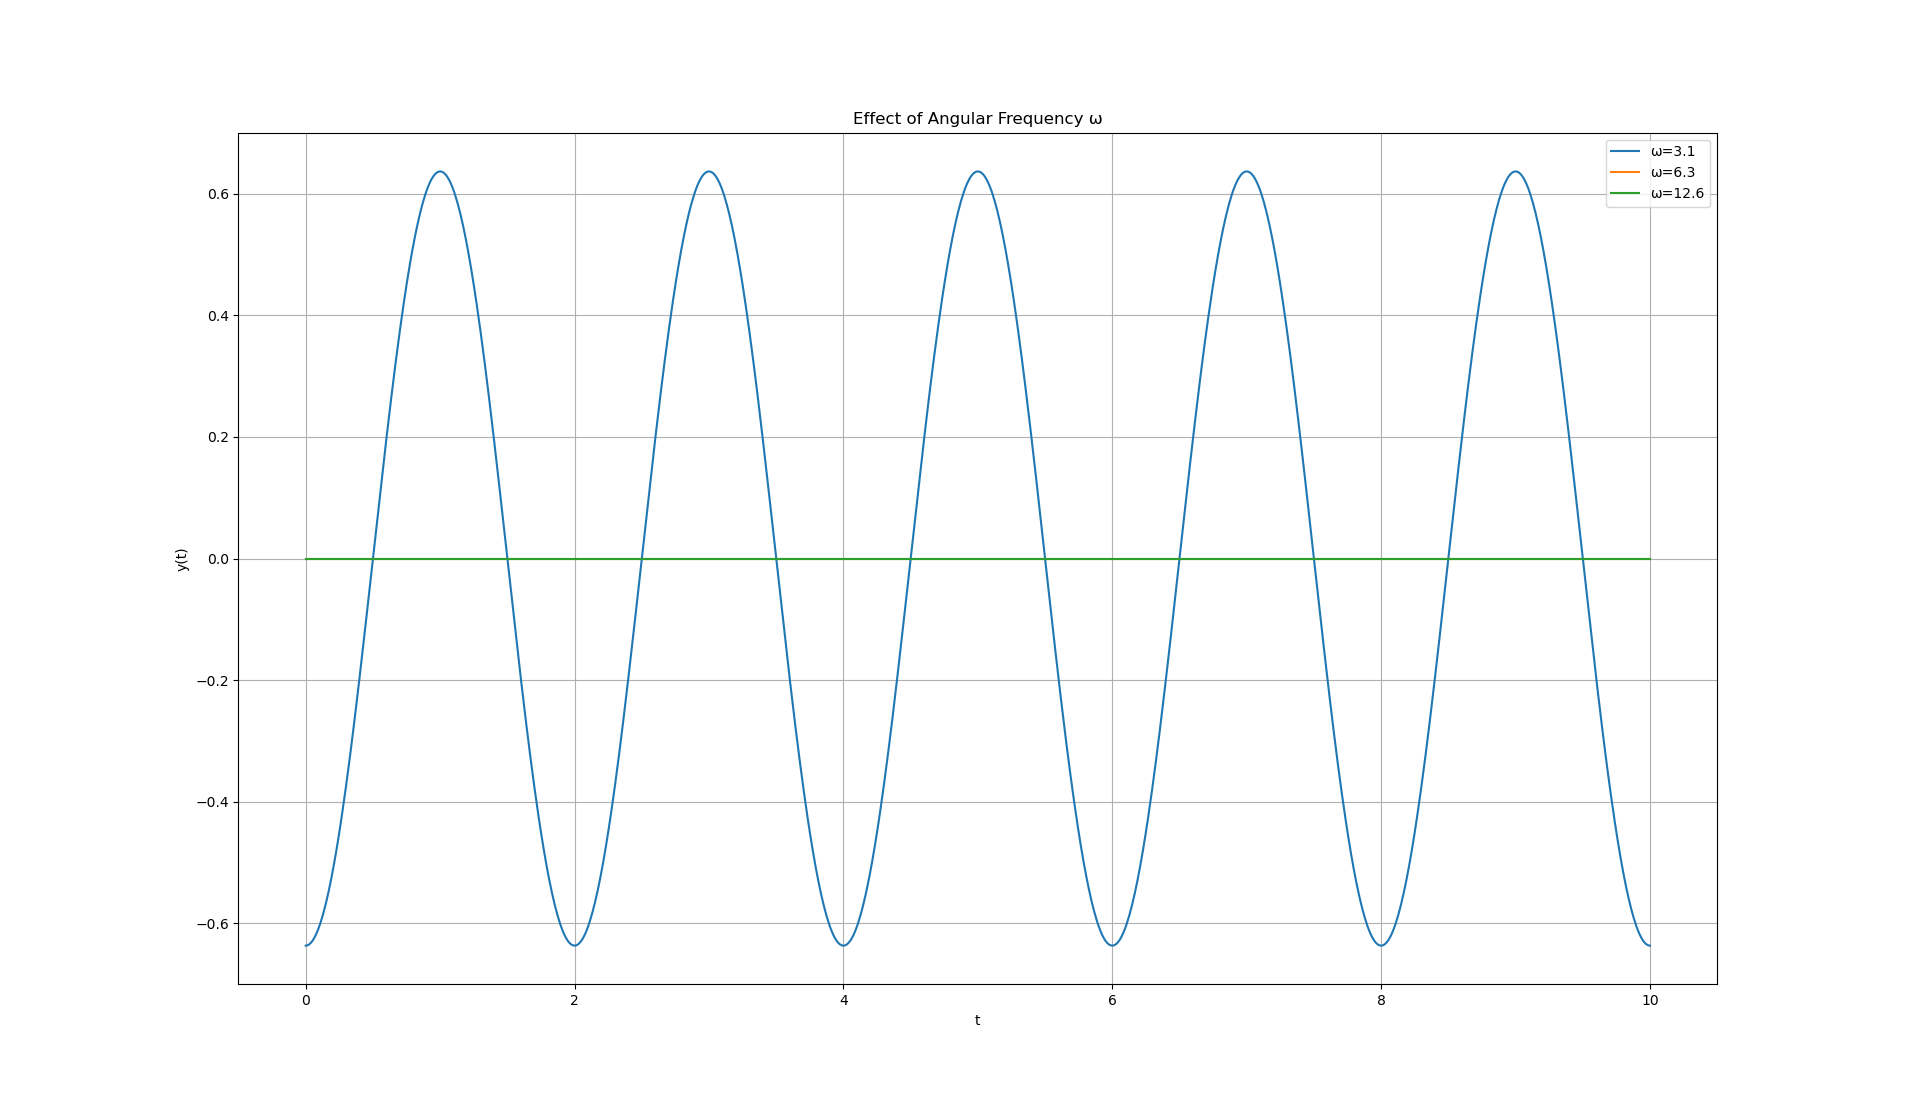 Effect of Angular Frequency ω
ω=3.1
ω=6.3
ω=12.6
0.6
0.4
0.2
0.0
−0.2
−0.4
−0.6
y(t)
0 2 4 6 8 10
t